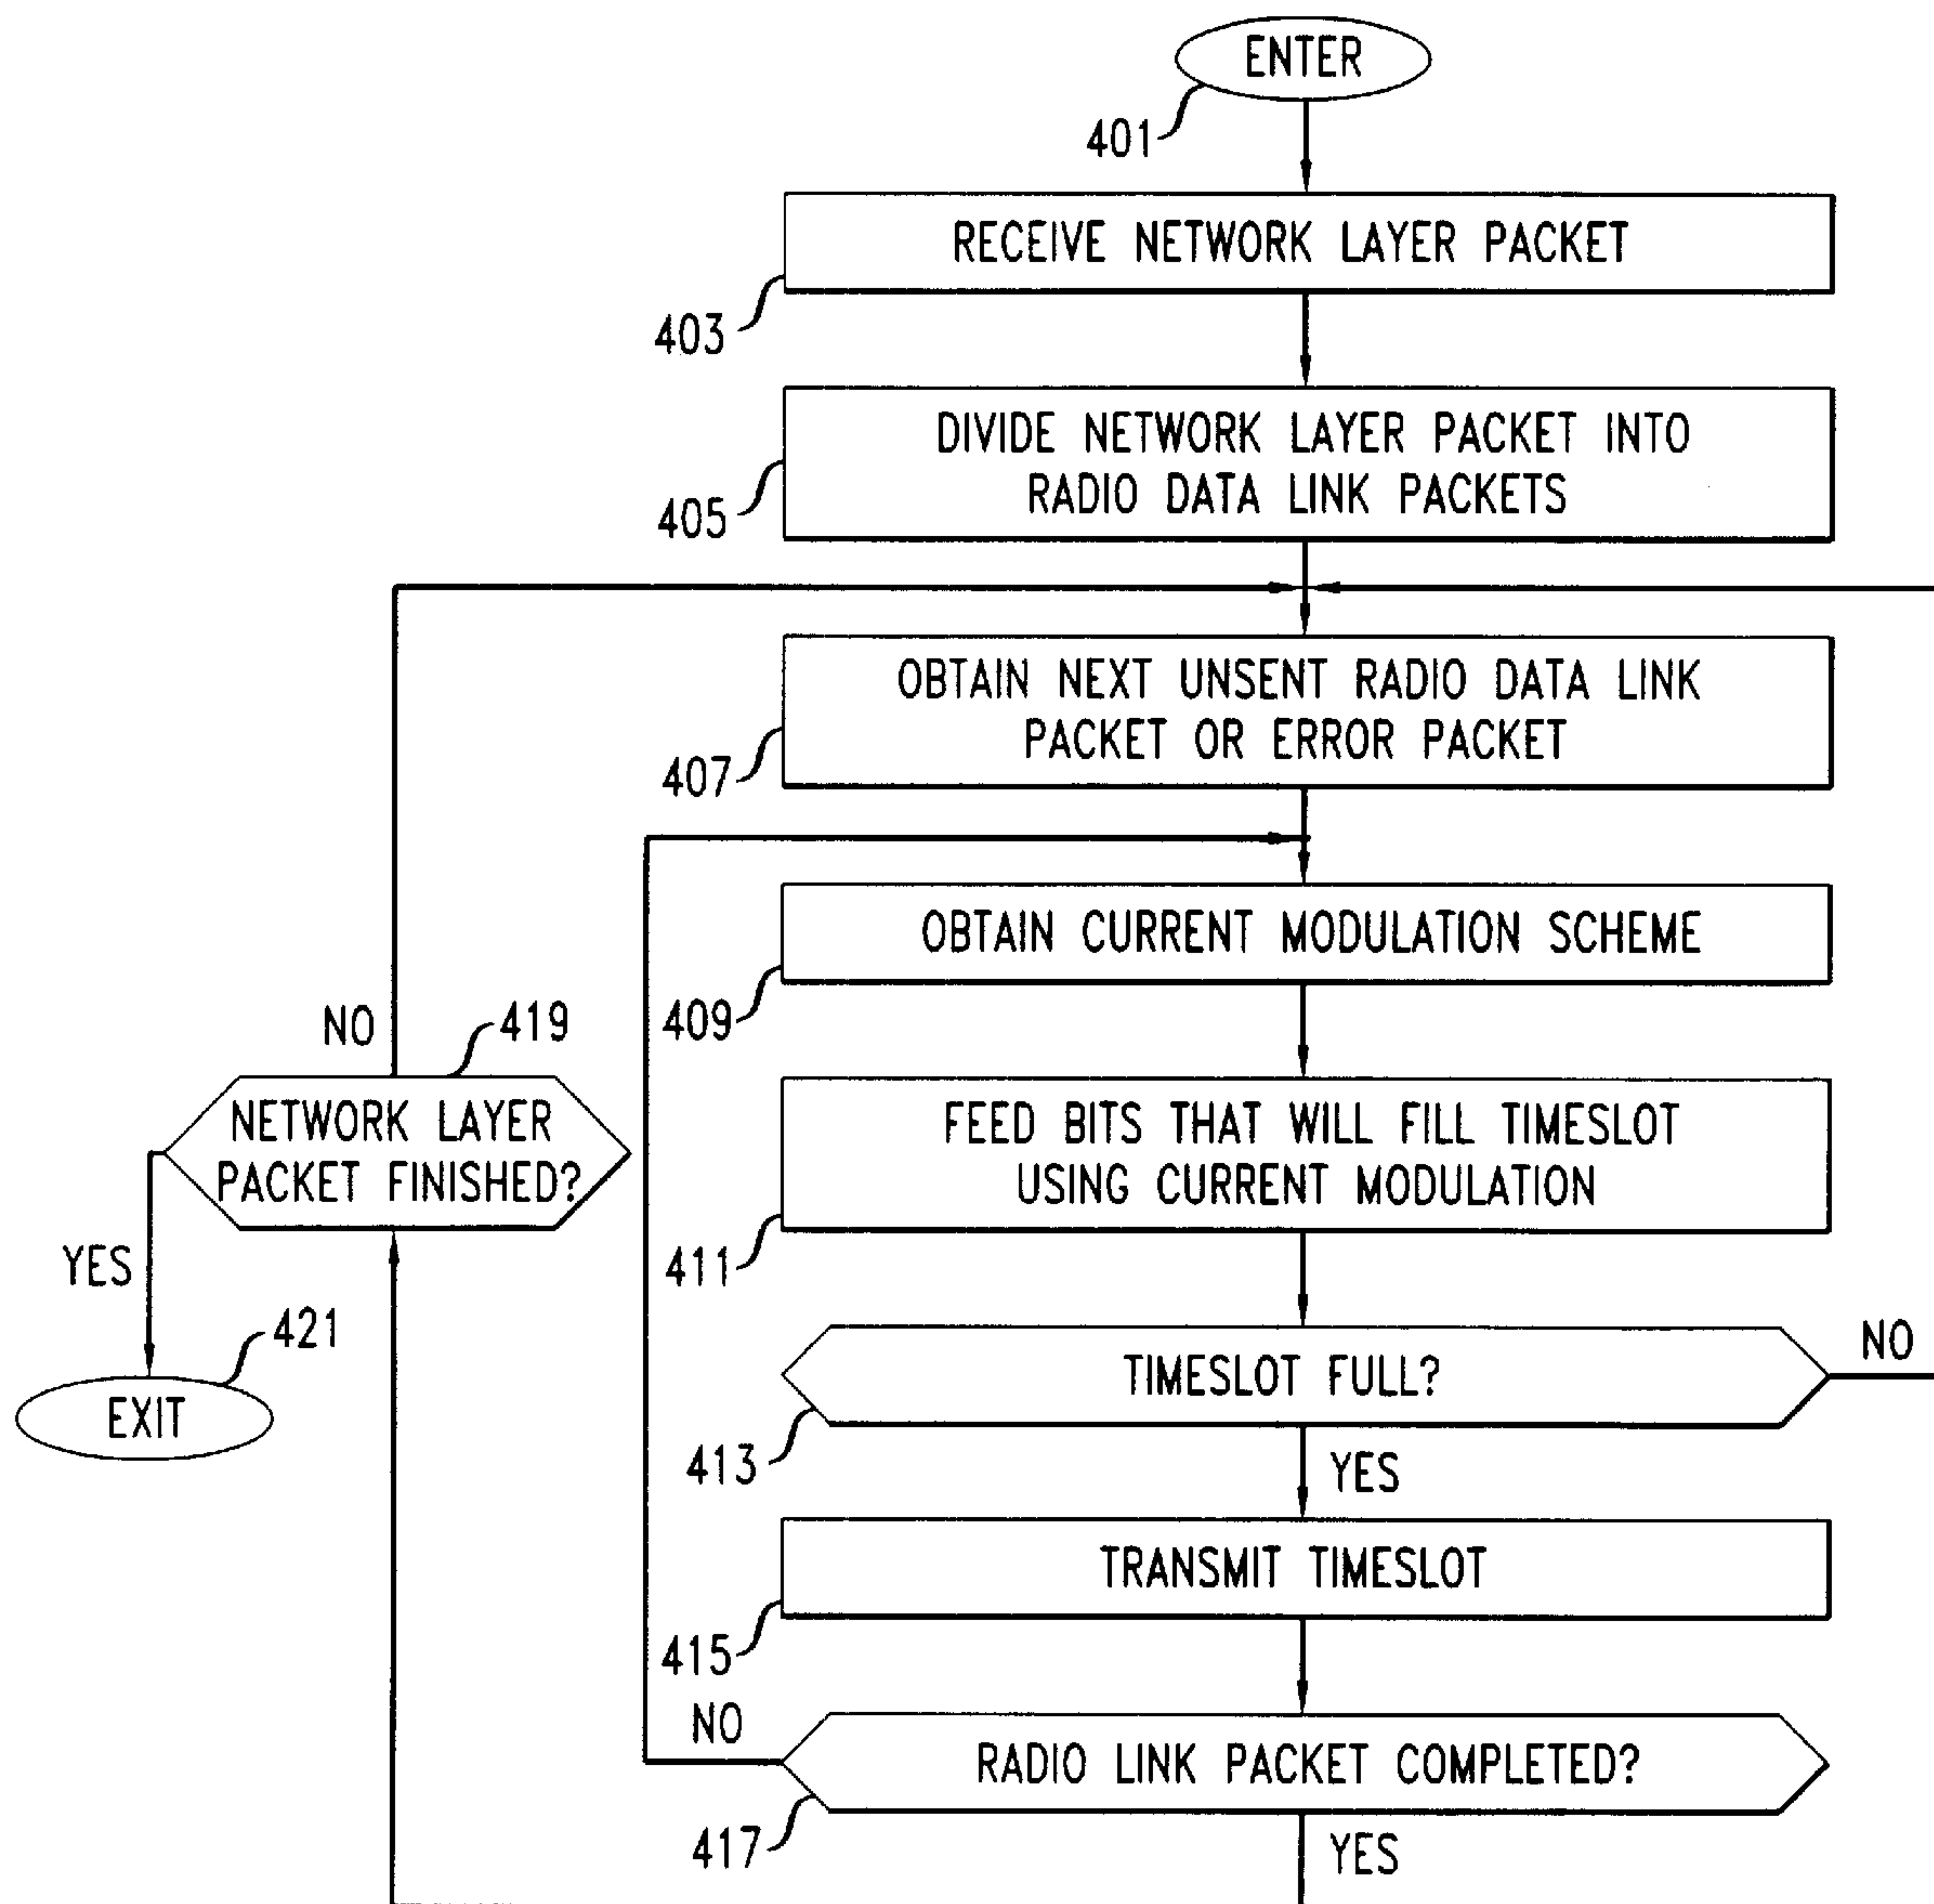 ENTER
401
RECEIVE NETWORK LAYER PACKET
403
DIVIDE NETWORK LAYER PACKET INTO
RADIO DATA LINK PACKETS
405
OBTAIN NEXT UNSENT RADIO DATA LINK
PACKET OR ERROR PACKET
407
OBTAIN CURRENT MODULATION SCHEME
409
NO
419
NETWORK LAYER
PACKET FINISHED?
YES
421
EXIT
FEED BITS THAT WILL FILL TIMESLOT
USING CURRENT MODULATION
411
TIMESLOT FULL?
NO
413
YES
TRANSMIT TIMESLOT
415
NO
RADIO LINK PACKET COMPLETED?
417
YES